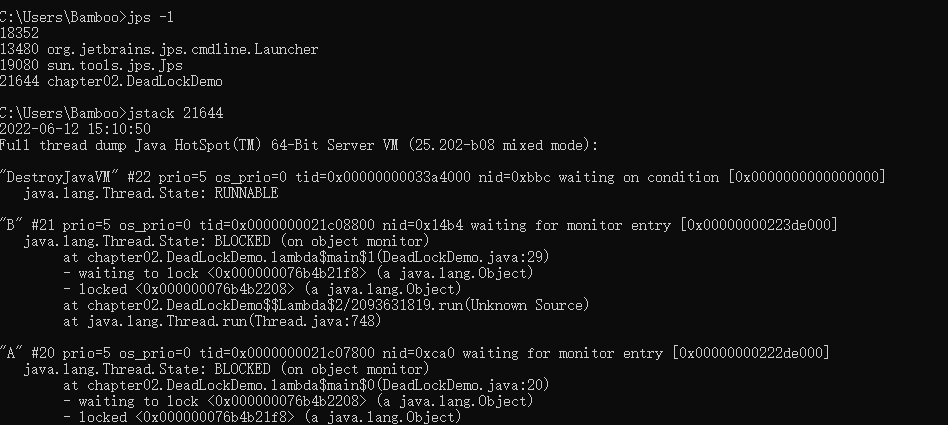 C:\Users\Bamboo>jps -l
18352
13480 org.jetbrains.jps.cmdline.Launcher
19080 sun.tools.jps.Jps
21644 chapter02.DeadLockDemo
C:\Users\Bamboo>jstack 21644
2022-06-12 15:10:50
Full thread dump Java HotSpot(TM) 64-Bit Server VM (25.202-b08 mixed mode):
"DestroyJavaVM" #22 prio=5 os_prio=0 tid=0x00000000033a4000 nid=0xbbc waiting on condition [0x0000000000000000]
   java.lang.Thread.State: RUNNABLE
"B" #21 prio=5 os_prio=0 tid=0x0000000021c08800 nid=0x14b4 waiting for monitor entry [0x00000000223de000]
   java.lang.Thread.State: BLOCKED (on object monitor)
        at chapter02.DeadLockDemo.lambda$main$1(DeadLockDemo.java:29)
        - waiting to lock <0x000000076b4b21f8> (a java.lang.Object)
        - locked <0x000000076b4b2208> (a java.lang.Object)
        at chapter02.DeadLockDemo$$Lambda$2/2093631819.run(Unknown Source)
        at java.lang.Thread.run(Thread.java:748)
"A" #20 prio=5 os_prio=0 tid=0x0000000021c07800 nid=0xca0 waiting for monitor entry [0x00000000222de000]
   java.lang.Thread.State: BLOCKED (on object monitor)
        at chapter02.DeadLockDemo.lambda$main$0(DeadLockDemo.java:20)
        - waiting to lock <0x000000076b4b2208> (a java.lang.Object)
        - locked <0x000000076b4b21f8> (a java.lang.Object)